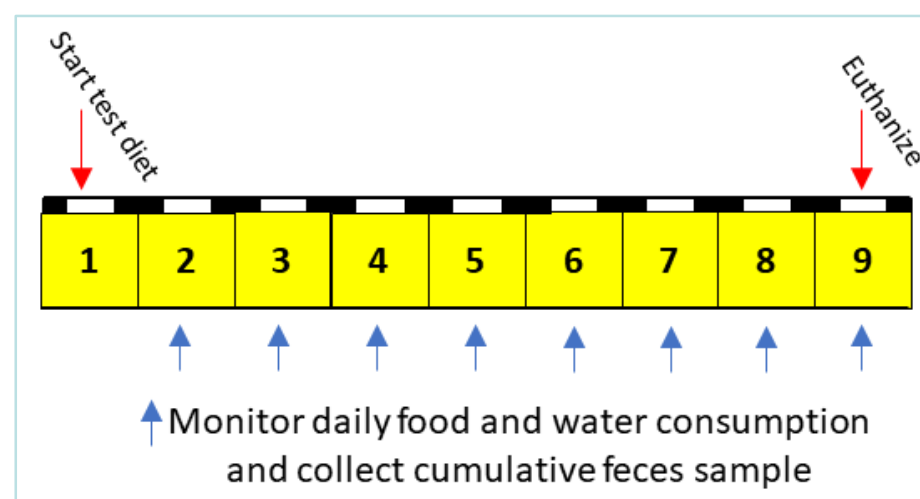 Start test diet
Euthanize
1 2 3 4 5 6 7 8 9
Monitor daily food and water consumption
and collect cumulative feces sample